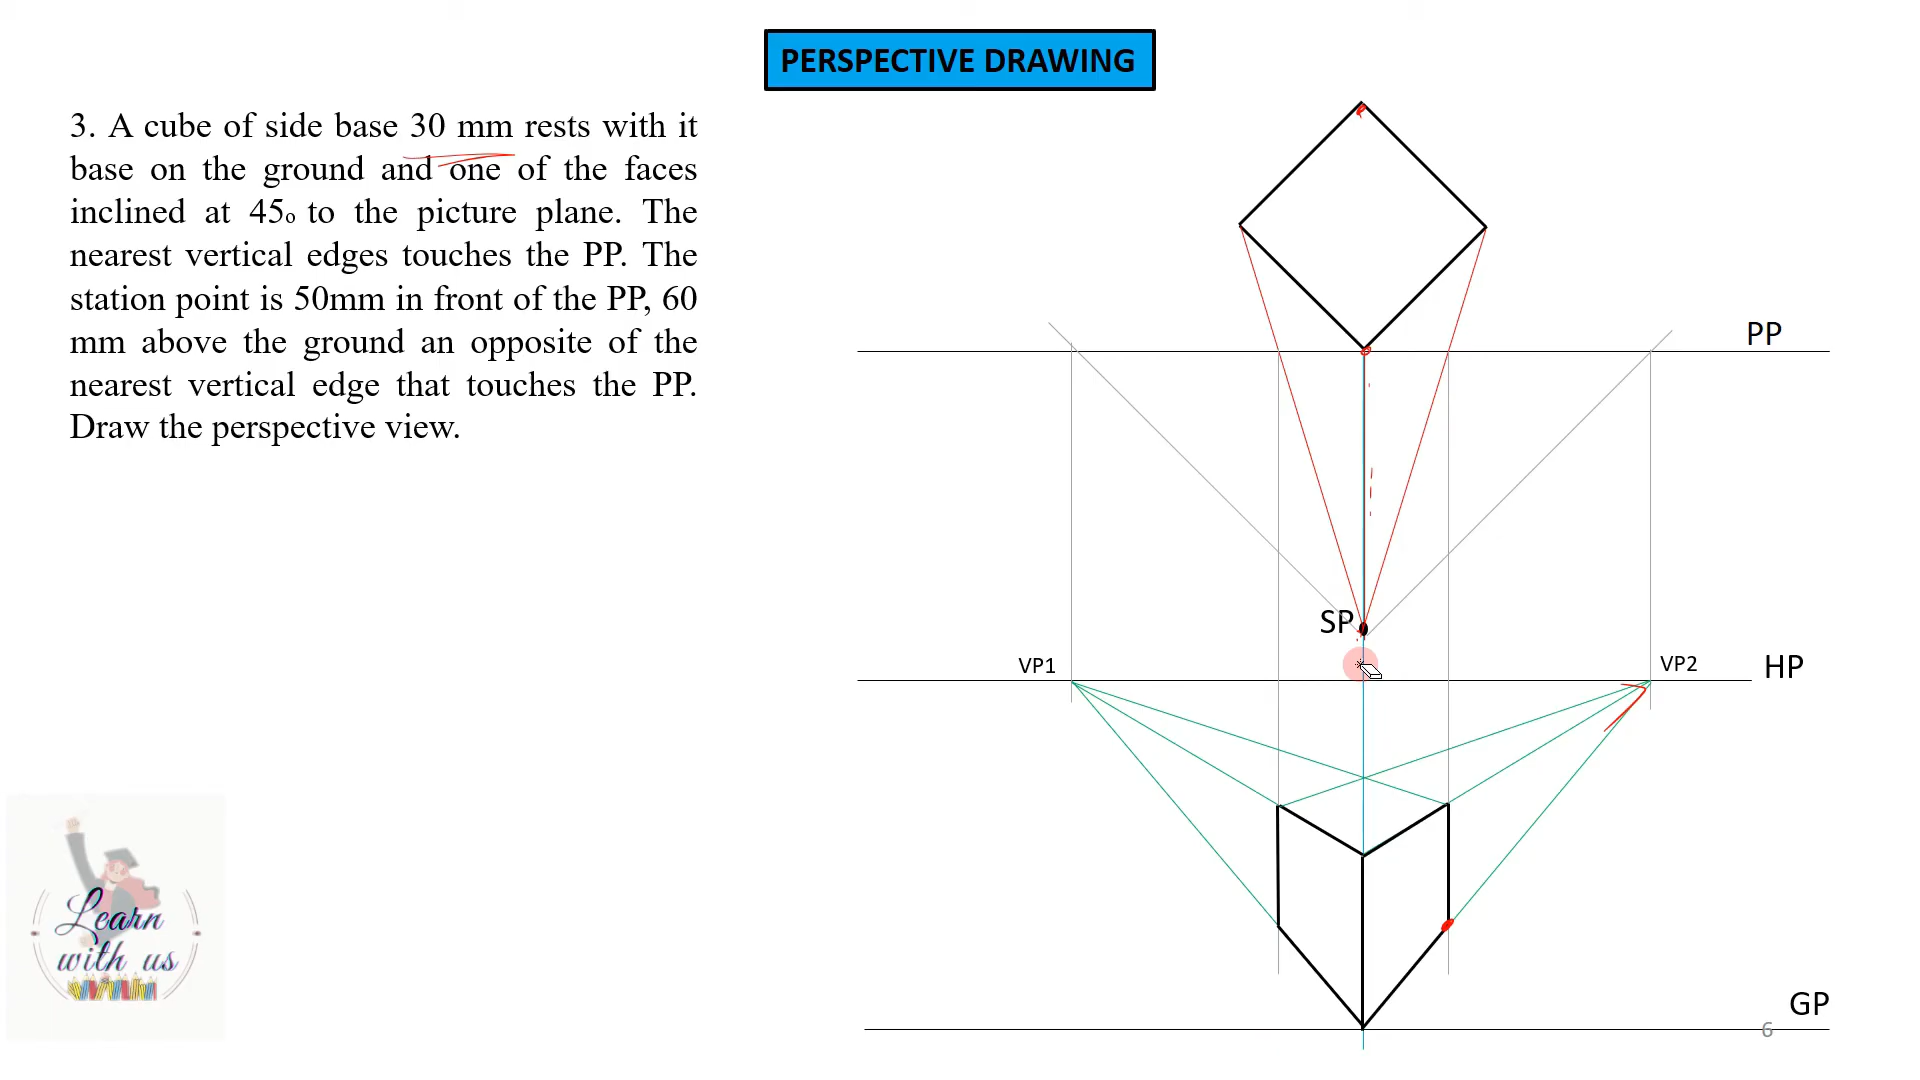 PERSPECTIVE DRAWING
3. A cube of side base 30 mm rests with it
base on the ground and one of the faces
inclined at 45o to the picture plane. The
nearest vertical edges touches the PP. The
station point is 50mm in front of the PP, 60
mm above the ground an opposite of the
nearest vertical edge that touches the PP.
Draw the perspective view.
PP
SP
VP1
VP2
HP
GP
6
Learn
with us